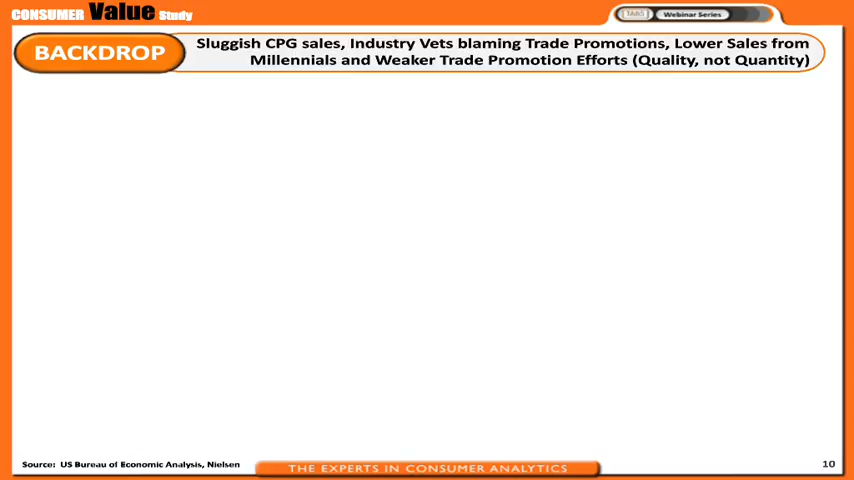 CONSUMER Value Study
TABS Webinar Series
BACKDROP
Sluggish CPG sales, Industry Vets blaming Trade Promotions, Lower Sales from
Millennials and Weaker Trade Promotion Efforts (Quality, not Quantity)
Source: US Bureau of Economic Analysis, Nielsen
THE EXPERTS IN CONSUMER ANALYTICS
10